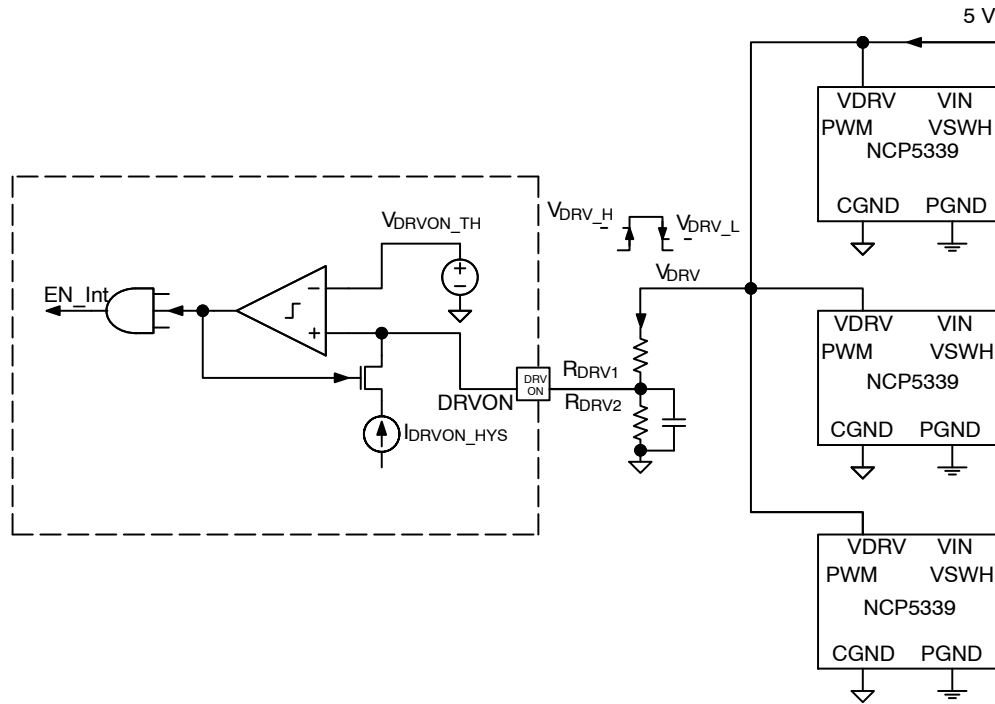 5 V
VDRV VIN
PWM VSWH
NCP5339
CGND PGND
VDRV_H
VDRV_L
VDRV
VDRVON_TH
EN_Int
−
+
+
−
DRV
ON
DRVON
RDRV1
RDRV2
IDRVON_HYS
VDRV VIN
PWM VSWH
NCP5339
CGND PGND
VDRV VIN
PWM VSWH
NCP5339
CGND PGND